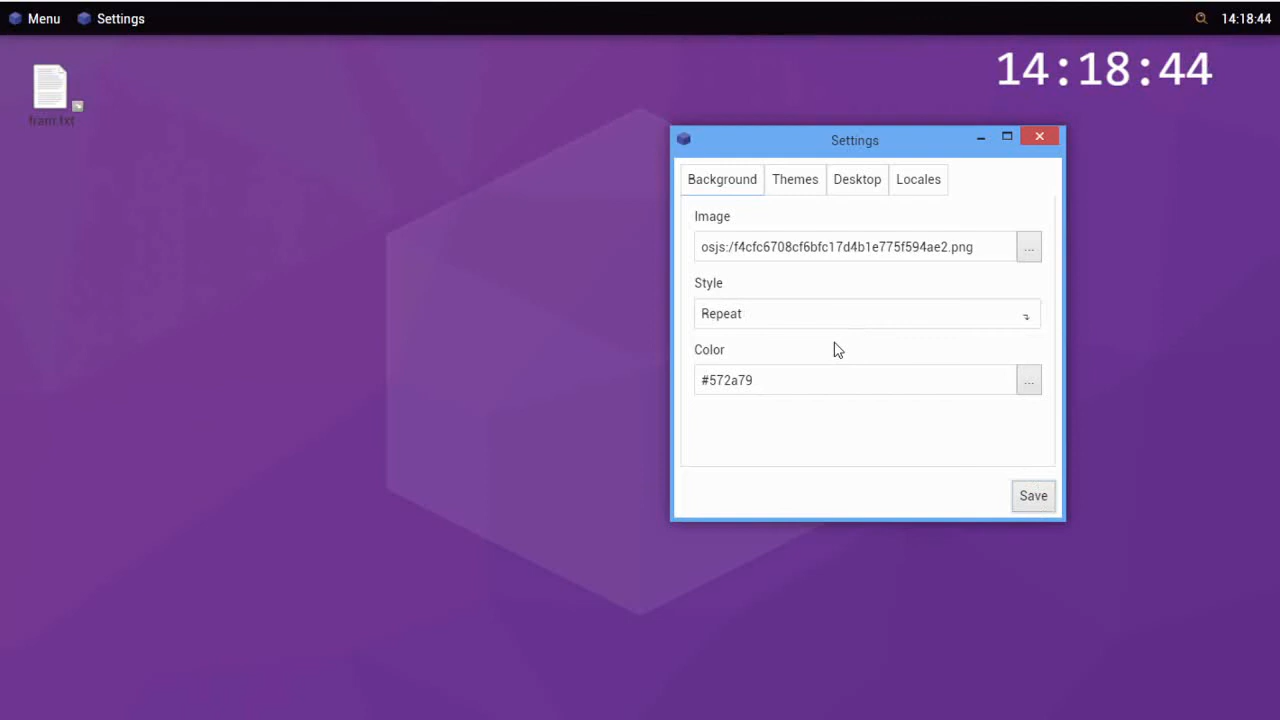 Menu Settings 14:18:44
14:18:44
fram.txt
Settings
Background Themes Desktop Locales
Image
osjs:/f4cfc6708cf6bfc17d4b1e775f594ae2.png ...
Style
Repeat
Color
#572a79 ...
Save